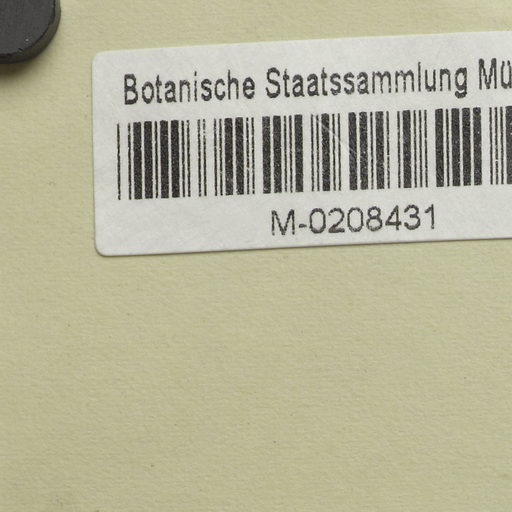 Botanische Staatssammlung Mü
M-0208431